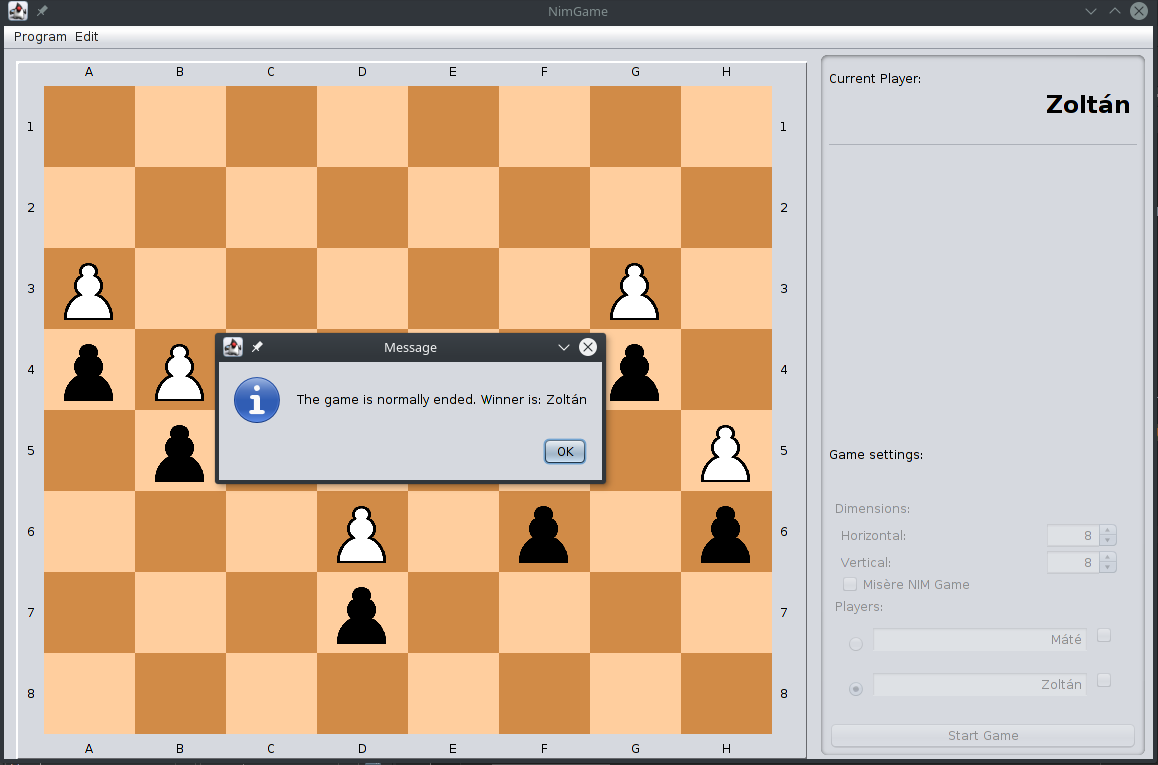 NimGame
Program Edit
A B C D E F G H
1 1
2 2
3 3
4 4
5 5
6 6
7 7
8 8
A B C D E F G H
Message
The game is normally ended. Winner is: Zoltán
OK
Current Player:
Zoltán
Game settings:
Dimensions:
Horizontal: 8
Vertical: 8
Misère NIM Game
Players:
Máté
Zoltán
Start Game